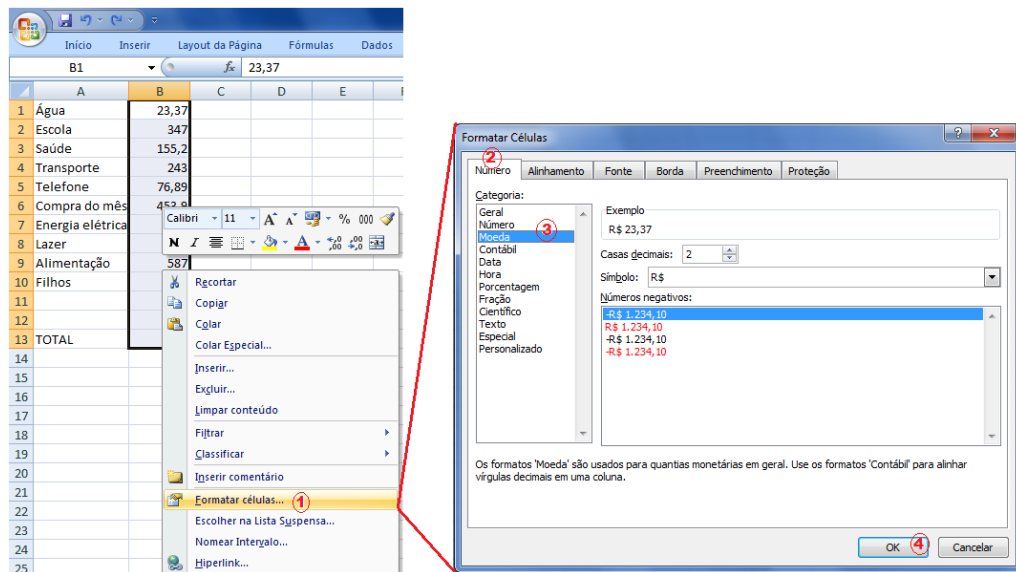 Início Inserir Layout da Página Fórmulas Dados
B1 fx 23,37
A B C D E
1 Água 23,37
2 Escola 347
3 Saúde 155,2
4 Transporte 243
5 Telefone 76,89
6 Compra do mês 453,9
7 Energia elétrica
8 Lazer
9 Alimentação 587
10 Filhos
11
12
13 TOTAL
14
15
16
17
18
19
20
21
22
23
24
25
Calibri 11 A A % 000
N I A ,0 ,00 ,00 ,0
Recortar
Copiar
Colar
Colar Especial...
Inserir...
Excluir...
Limpar conteúdo
Filtrar
Classificar
Inserir comentário
Formatar células... 1
Escolher na Lista Suspensa...
Nomear Intervalo...
Hiperlink...
Formatar Células ? X
2
Número Alinhamento Fonte Borda Preenchimento Proteção
Categoria:
Geral
Número
Moeda 3
Contábil
Data
Hora
Porcentagem
Fração
Científico
Texto
Especial
Personalizado
Exemplo
R$ 23,37
Casas decimais: 2
Símbolo: R$
Números negativos:
-R$ 1.234,10
R$ 1.234,10
-R$ 1.234,10
-R$ 1.234,10
Os formatos 'Moeda' são usados para quantias monetárias em geral. Use os formatos 'Contábil' para alinhar
vírgulas decimais em uma coluna.
OK 4 Cancelar